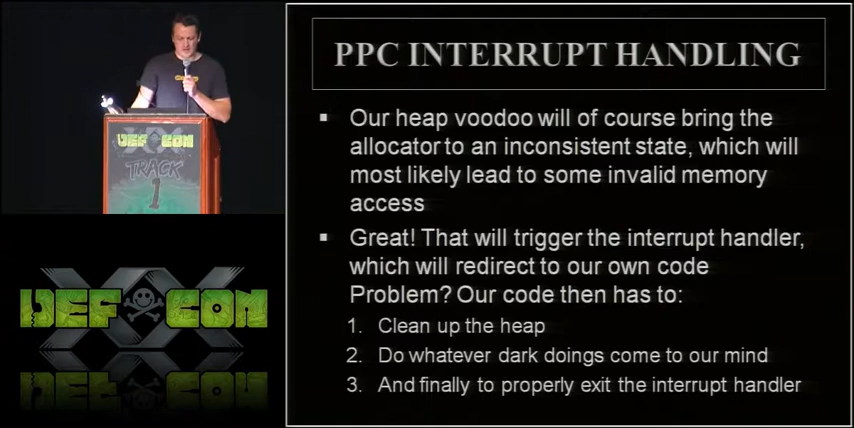 DEFCON
TRACK
1
DEF CON
PPC INTERRUPT HANDLING
▪ Our heap voodoo will of course bring the
allocator to an inconsistent state, which will
most likely lead to some invalid memory
access
▪ Great! That will trigger the interrupt handler,
which will redirect to our own code
Problem? Our code then has to:
1. Clean up the heap
2. Do whatever dark doings come to our mind
3. And finally to properly exit the interrupt handler